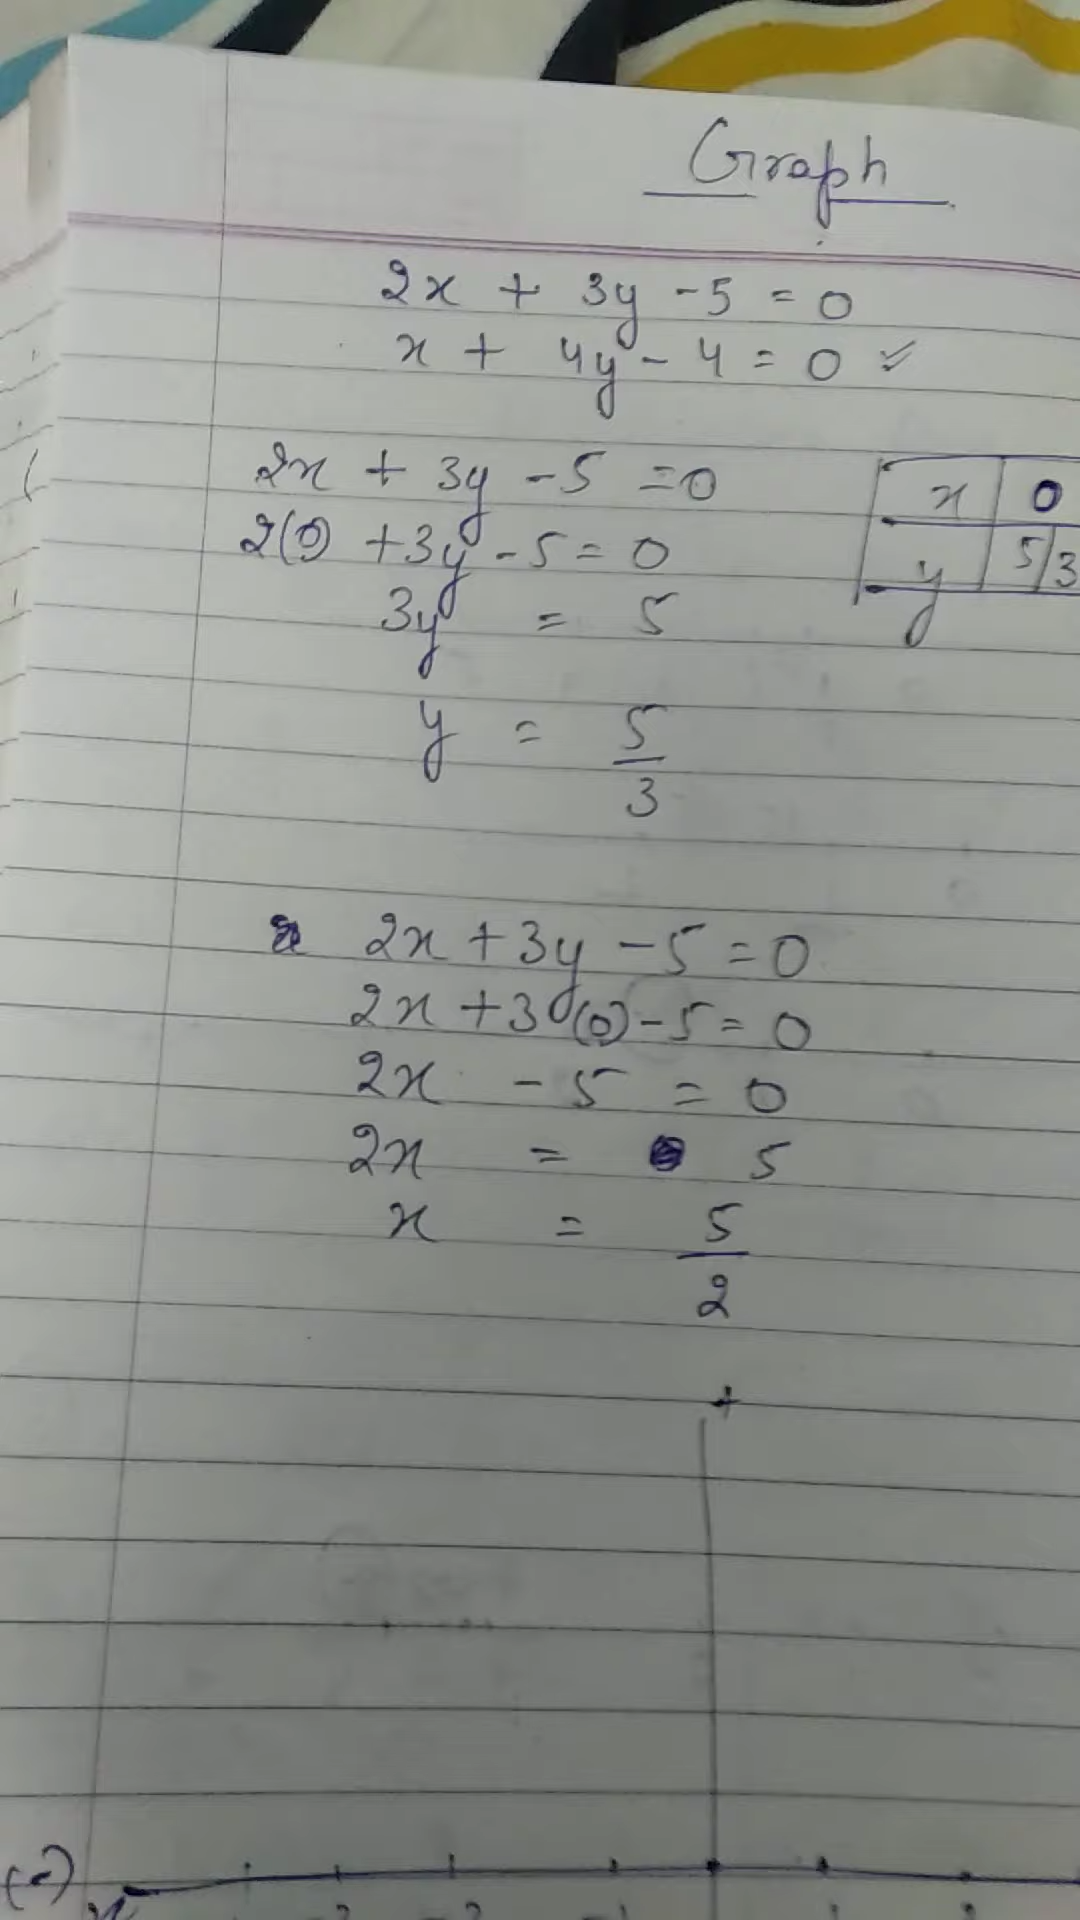 Graph
2x + 3y - 5 = 0
x + 4y - 4 = 0
2x + 3y - 5 = 0
2(0) + 3y - 5 = 0
3y = 5
y = 5/3
x 0
y 5/3
2x + 3y - 5 = 0
2x + 3(0) - 5 = 0
2x - 5 = 0
2x = 5
x = 5/2
+
(-)